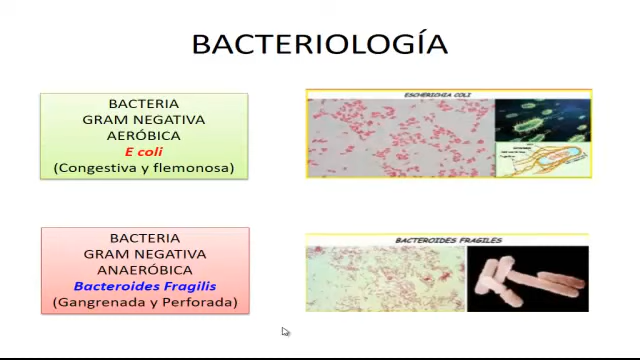 BACTERIOLOGÍA
BACTERIA
GRAM NEGATIVA
AERÓBICA
E coli
(Congestiva y flemonosa)
ESCHERICHIA COLI
BACTERIA
GRAM NEGATIVA
ANAERÓBICA
Bacteroides Fragilis
(Gangrenada y Perforada)
BACTEROIDES FRAGILES